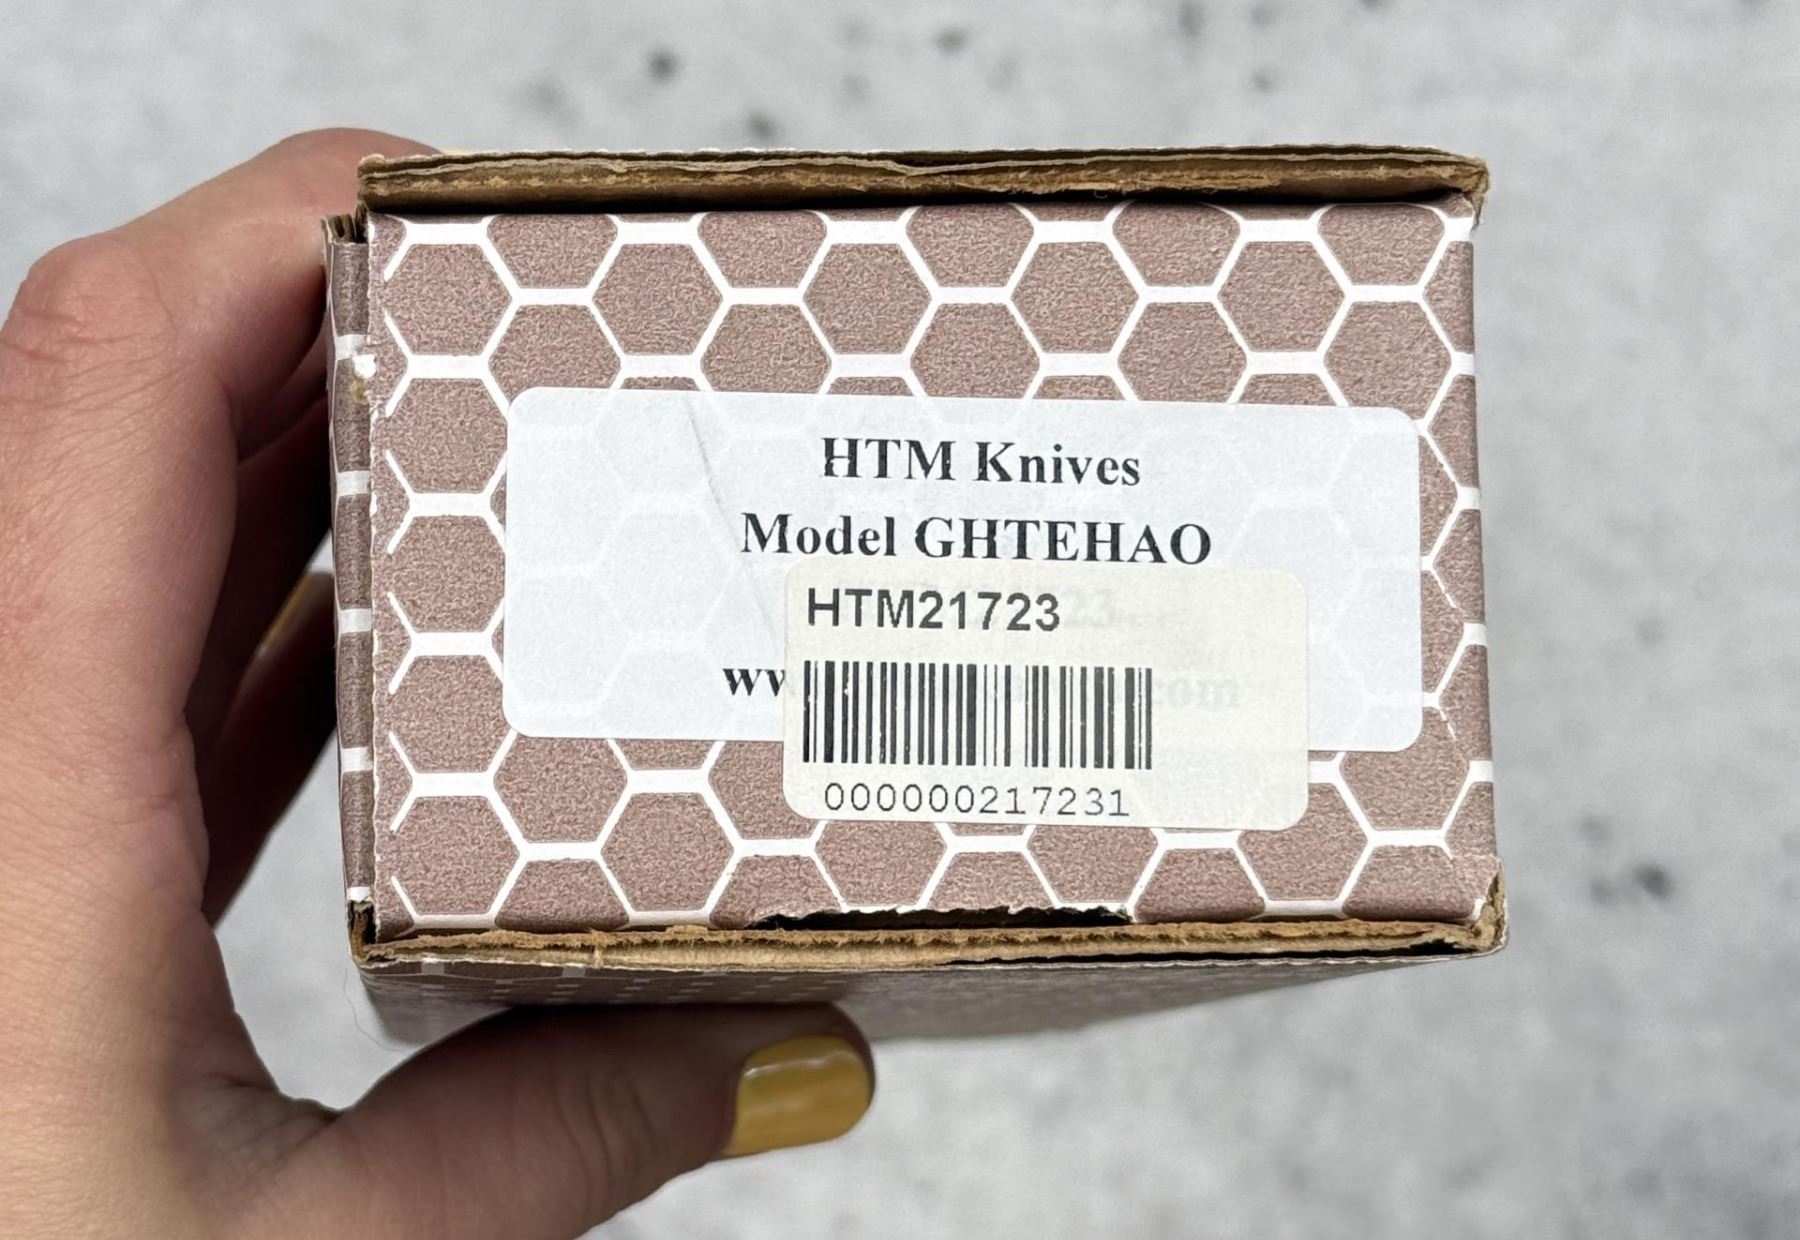 HTM Knives
Model GHTEHAO
HTM21723
000000217231